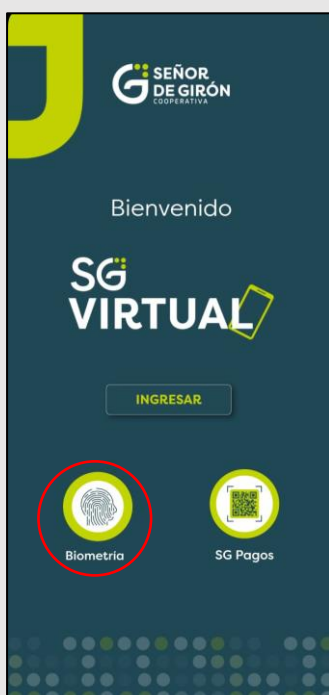 SEÑOR
DE GIRÓN
COOPERATIVA
Bienvenido
SG
VIRTUAL
INGRESAR
Biometría
SG Pagos